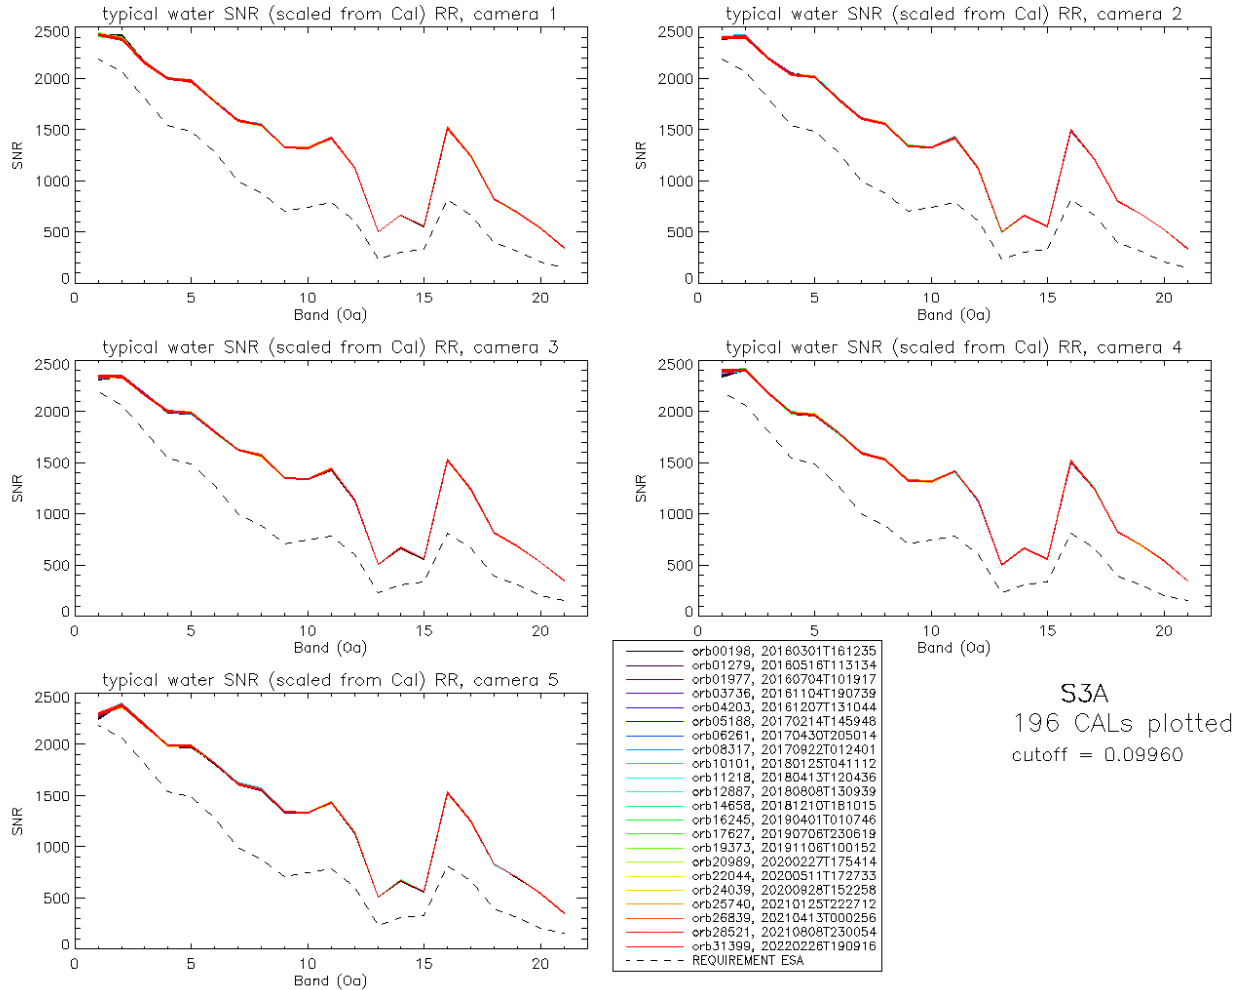 typical water SNR (scaled from Cal) RR, camera 1
2500
2000
1500
1000
500
0
SNR
0 5 10 15 20
Band (Oa)
typical water SNR (scaled from Cal) RR, camera 2
2500
2000
1500
1000
500
0
SNR
0 5 10 15 20
Band (Oa)
typical water SNR (scaled from Cal) RR, camera 3
2500
2000
1500
1000
500
0
SNR
0 5 10 15 20
Band (Oa)
typical water SNR (scaled from Cal) RR, camera 4
2500
2000
1500
1000
500
0
SNR
0 5 10 15 20
Band (Oa)
typical water SNR (scaled from Cal) RR, camera 5
2500
2000
1500
1000
500
0
SNR
0 5 10 15 20
Band (Oa)
orb00198, 20160301T161235
orb01279, 20160516T113134
orb01977, 20160704T101917
orb03736, 20161104T190739
orb04203, 20161207T131044
orb05188, 20170214T145948
orb06261, 20170430T205014
orb08317, 20170922T012401
orb10101, 20180125T041112
orb11218, 20180413T120436
orb12887, 20180808T130939
orb14658, 20181210T181015
orb16245, 20190401T010746
orb17627, 20190706T230619
orb19373, 20191106T100152
orb20989, 20200227T175414
orb22044, 20200511T172733
orb24039, 20200928T152258
orb25740, 20210125T222712
orb26839, 20210413T000256
orb28521, 20210808T230054
orb31399, 20220226T190916
REQUIREMENT ESA
S3A
196 CALs plotted
cutoff = 0.09960